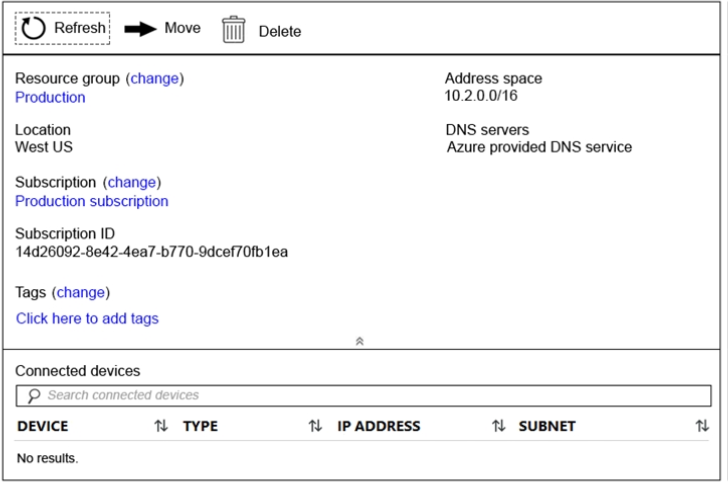 Refresh Move Delete
Resource group (change)
Production
Address space
10.2.0.0/16
Location
West US
DNS servers
Azure provided DNS service
Subscription (change)
Production subscription
Subscription ID
14d26092-8e42-4ea7-b770-9dcef70fb1ea
Tags (change)
Click here to add tags
Connected devices
Search connected devices
DEVICE TYPE IP ADDRESS SUBNET
No results.